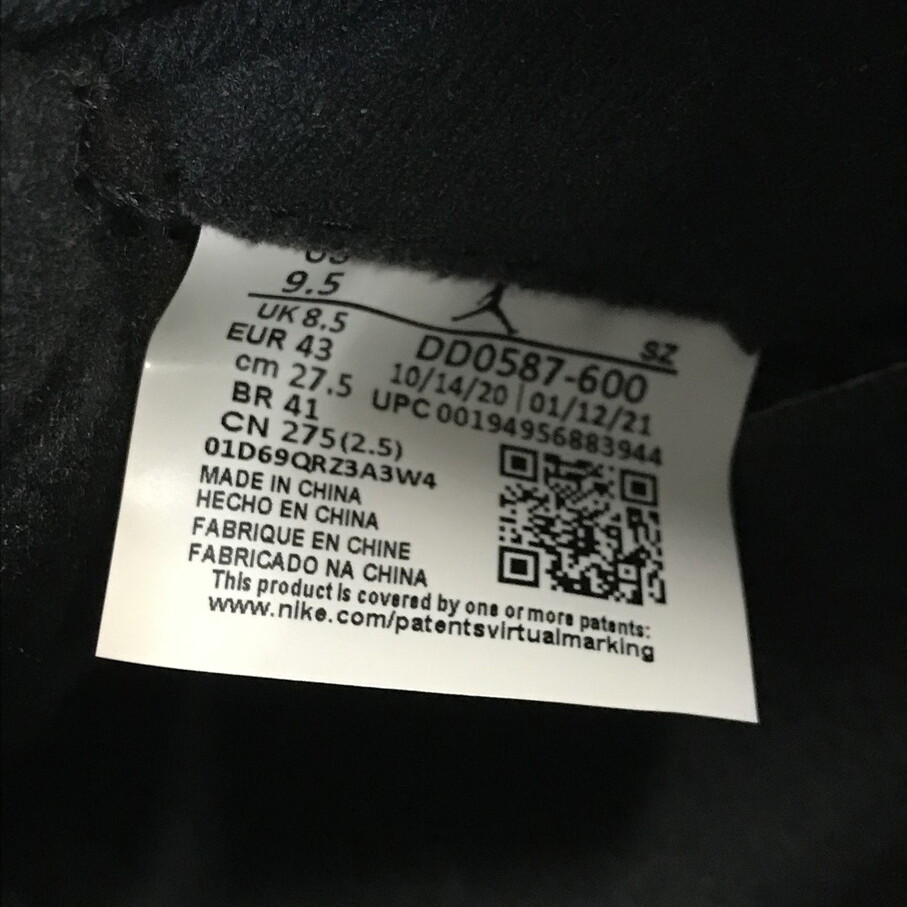 US
9.5
UK 8.5
EUR 43
cm 27.5
BR 41
CN 275(2.5)
01D69QRZ3A3W4
SZ
DD0587-600
10/14/20 | 01/12/21
UPC 00194956883944
MADE IN CHINA
HECHO EN CHINA
FABRIQUE EN CHINE
FABRICADO NA CHINA
This product is covered by one or more patents:
www.nike.com/patentsvirtualmarking